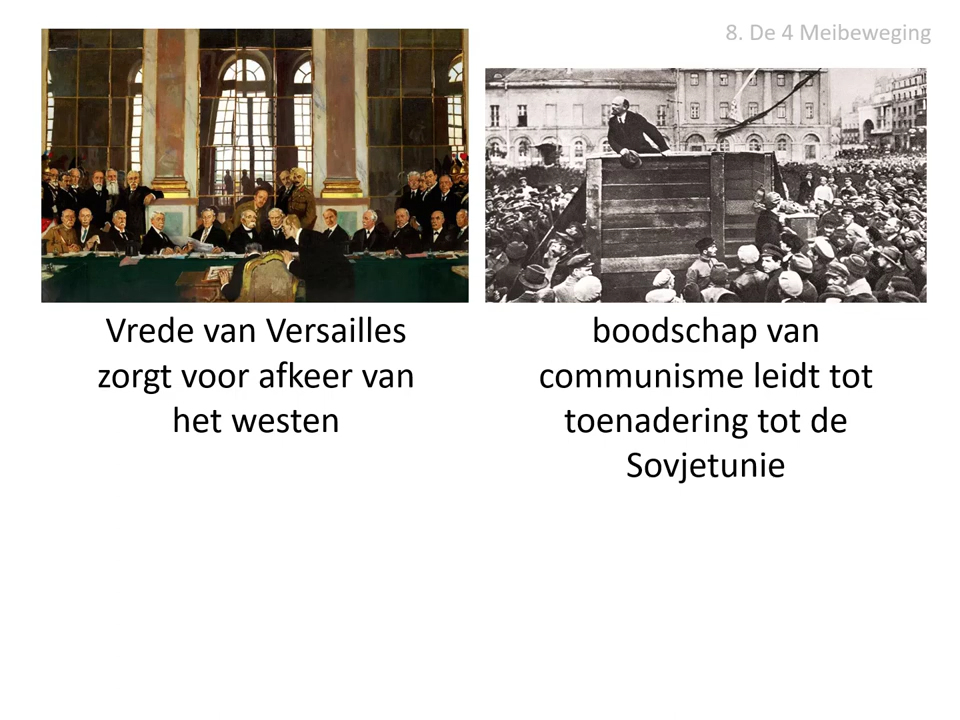 8. De 4 Meibeweging
Vrede van Versailles
zorgt voor afkeer van
het westen
boodschap van
communisme leidt tot
toenadering tot de
Sovjetunie